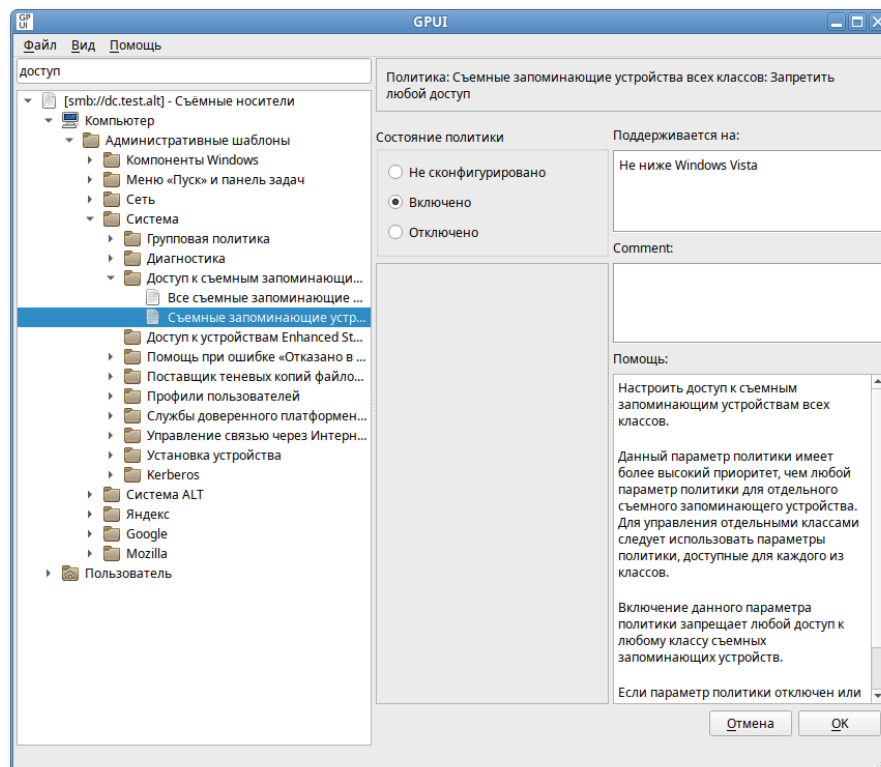 GP UI
GPUI
Файл Вид Помощь
доступ
[smb://dc.test.alt] - Съёмные носители
Компьютер
Административные шаблоны
Компоненты Windows
Меню «Пуск» и панель задач
Сеть
Система
Групповая политика
Диагностика
Доступ к съемным запоминающи...
Все съемные запоминающие ...
Съемные запоминающие устр...
Доступ к устройствам Enhanced St...
Помощь при ошибке «Отказано в ...
Поставщик теневых копий файло...
Профили пользователей
Службы доверенного платформен...
Управление связью через Интерн...
Установка устройства
Kerberos
Система ALT
Яндекс
Google
Mozilla
Пользователь
Политика: Съемные запоминающие устройства всех классов: Запретить
любой доступ
Состояние политики
Не сконфигурировано
Включено
Отключено
Поддерживается на:
Не ниже Windows Vista
Comment:
Помощь:
Настроить доступ к съемным
запоминающим устройствам всех
классов.
Данный параметр политики имеет
более высокий приоритет, чем любой
параметр политики для отдельного
съемного запоминающего устройства.
Для управления отдельными классами
следует использовать параметры
политики, доступные для каждого из
классов.
Включение данного параметра
политики запрещает любой доступ к
любому классу съемных
запоминающих устройств.
Если параметр политики отключен или
Отмена OK